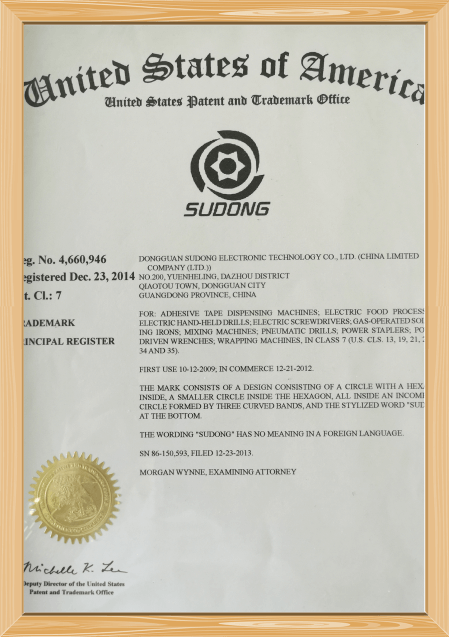 United States of America
United States Patent and Trademark Office
SUDONG
eg. No. 4,660,946
egistered Dec. 23, 2014
t. Cl.: 7
RADEMARK
INCIPAL REGISTER
DONGGUAN SUDONG ELECTRONIC TECHNOLOGY CO., LTD. (CHINA LIMITED
COMPANY (LTD.))
NO.200, YUENHELING, DAZHOU DISTRICT
QIAOTOU TOWN, DONGGUAN CITY
GUANGDONG PROVINCE, CHINA
FOR: ADHESIVE TAPE DISPENSING MACHINES; ELECTRIC FOOD PROCESS
ELECTRIC HAND-HELD DRILLS; ELECTRIC SCREWDRIVERS; GAS-OPERATED SOL
ING IRONS; MIXING MACHINES; PNEUMATIC DRILLS; POWER STAPLERS; PO
DRIVEN WRENCHES; WRAPPING MACHINES, IN CLASS 7 (U.S. CLS. 13, 19, 21,
34 AND 35).
FIRST USE 10-12-2009; IN COMMERCE 12-21-2012.
THE MARK CONSISTS OF A DESIGN CONSISTING OF A CIRCLE WITH A HEXA
INSIDE, A SMALLER CIRCLE INSIDE THE HEXAGON, ALL INSIDE AN INCOM
CIRCLE FORMED BY THREE CURVED BANDS, AND THE STYLIZED WORD "SUD
AT THE BOTTOM.
THE WORDING "SUDONG" HAS NO MEANING IN A FOREIGN LANGUAGE.
SN 86-150,593, FILED 12-23-2013.
MORGAN WYNNE, EXAMINING ATTORNEY
Michelle K. Lee
Deputy Director of the United States
Patent and Trademark Office